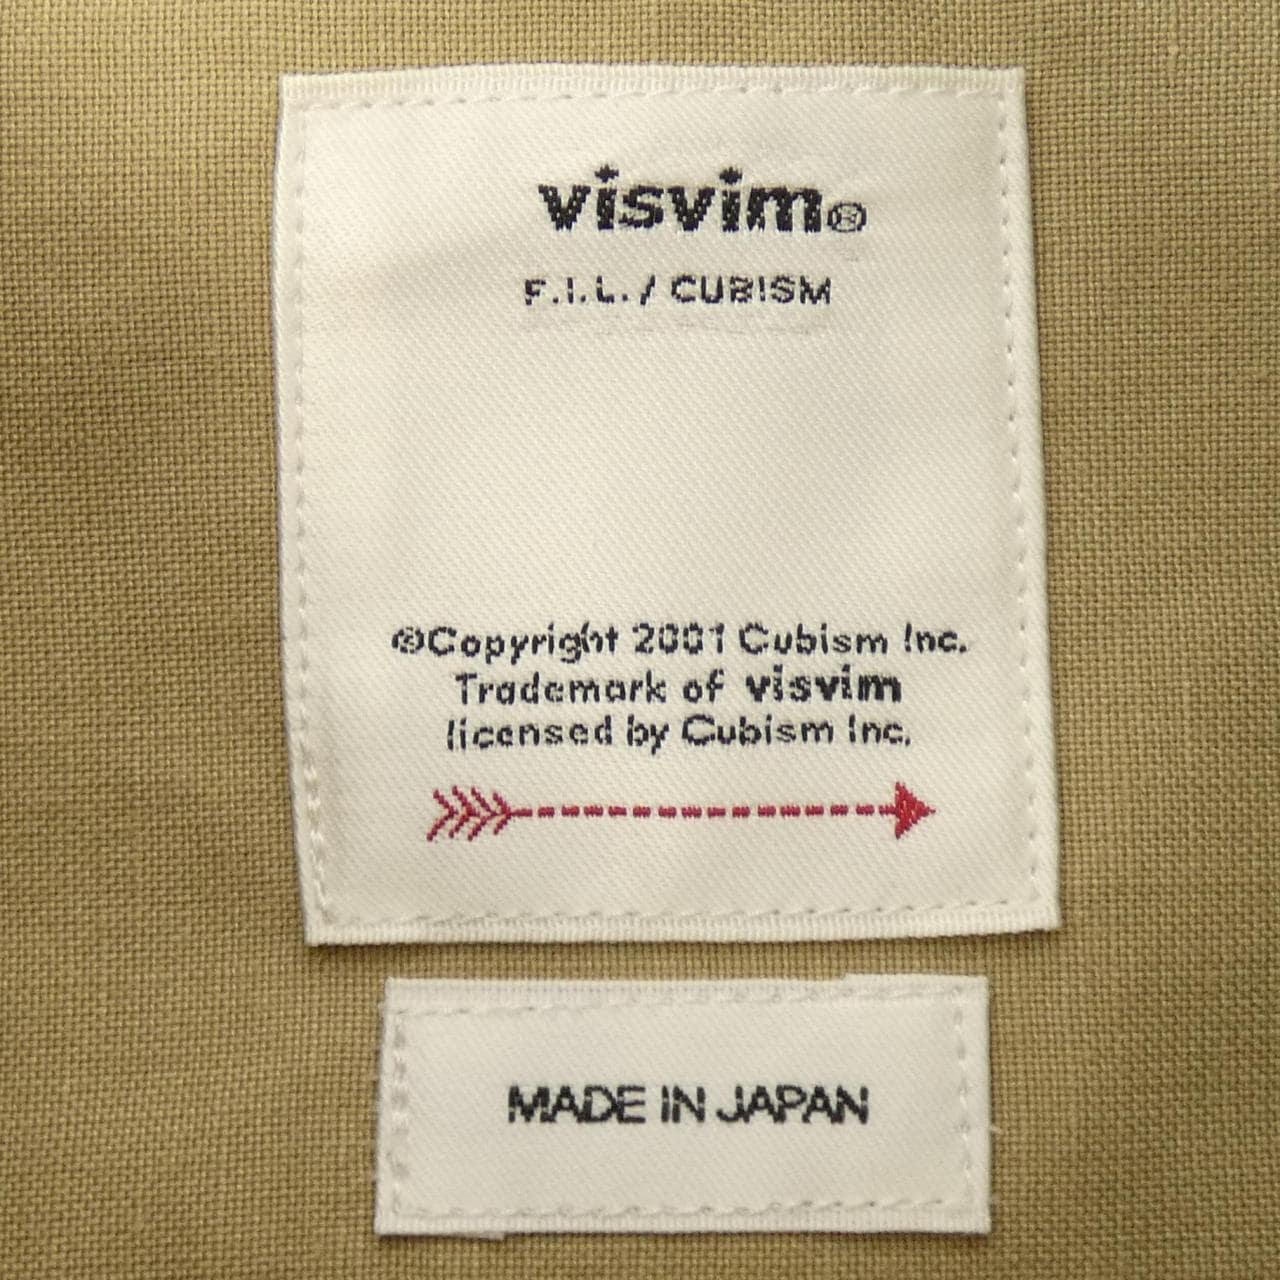 visvim®
F.I.L. / CUBISM
©Copyright 2001 Cubism Inc.
Trademark of visvim
licensed by Cubism Inc.
MADE IN JAPAN